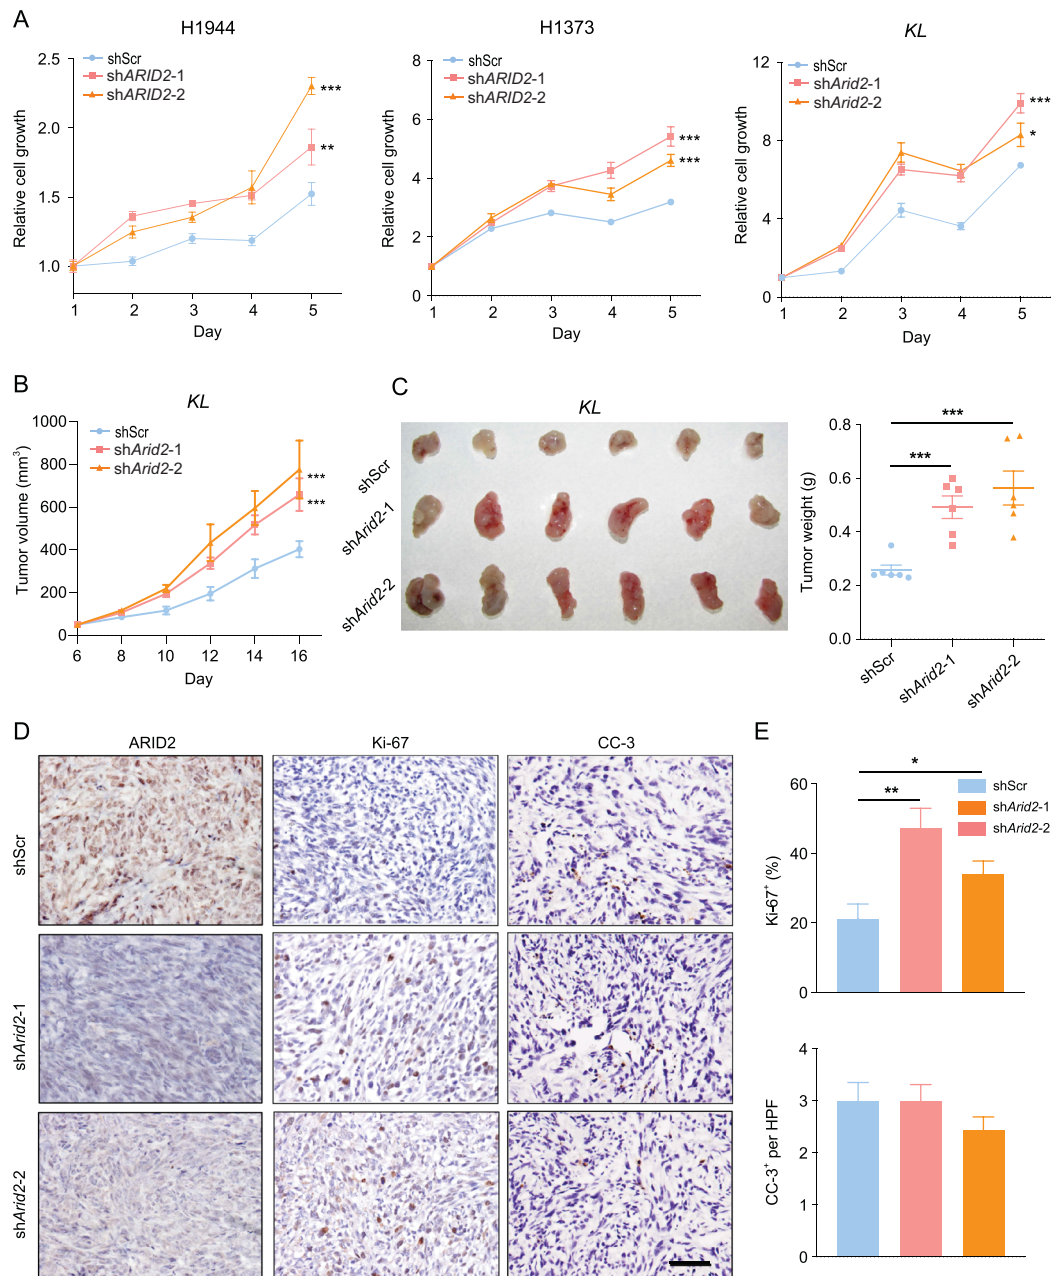 A
H1944
2.5
2.0
1.5
1.0
Relative cell growth
1 2 3 4 5
Day
shScr
shARID2-1
shARID2-2
***
**
H1373
8
6
4
2
0
Relative cell growth
1 2 3 4 5
Day
shScr
shARID2-1
shARID2-2
***
***
KL
12
8
4
0
Relative cell growth
1 2 3 4 5
Day
shScr
shArid2-1
shArid2-2
***
*
B
KL
1000
800
600
400
200
0
Tumor volume (mm³)
6 8 10 12 14 16
Day
shScr
shArid2-1
shArid2-2
***
***
C
KL
shScr
shArid2-1
shArid2-2
0.8
0.6
0.4
0.2
0.0
Tumor weight (g)
***
***
shScr
shArid2-1
shArid2-2
D
ARID2 Ki-67 CC-3
shScr
shArid2-1
shArid2-2
E
60
40
20
0
Ki-67⁺ (%)
*
**
shScr
shArid2-1
shArid2-2
4
3
2
1
0
CC-3⁺ per HPF